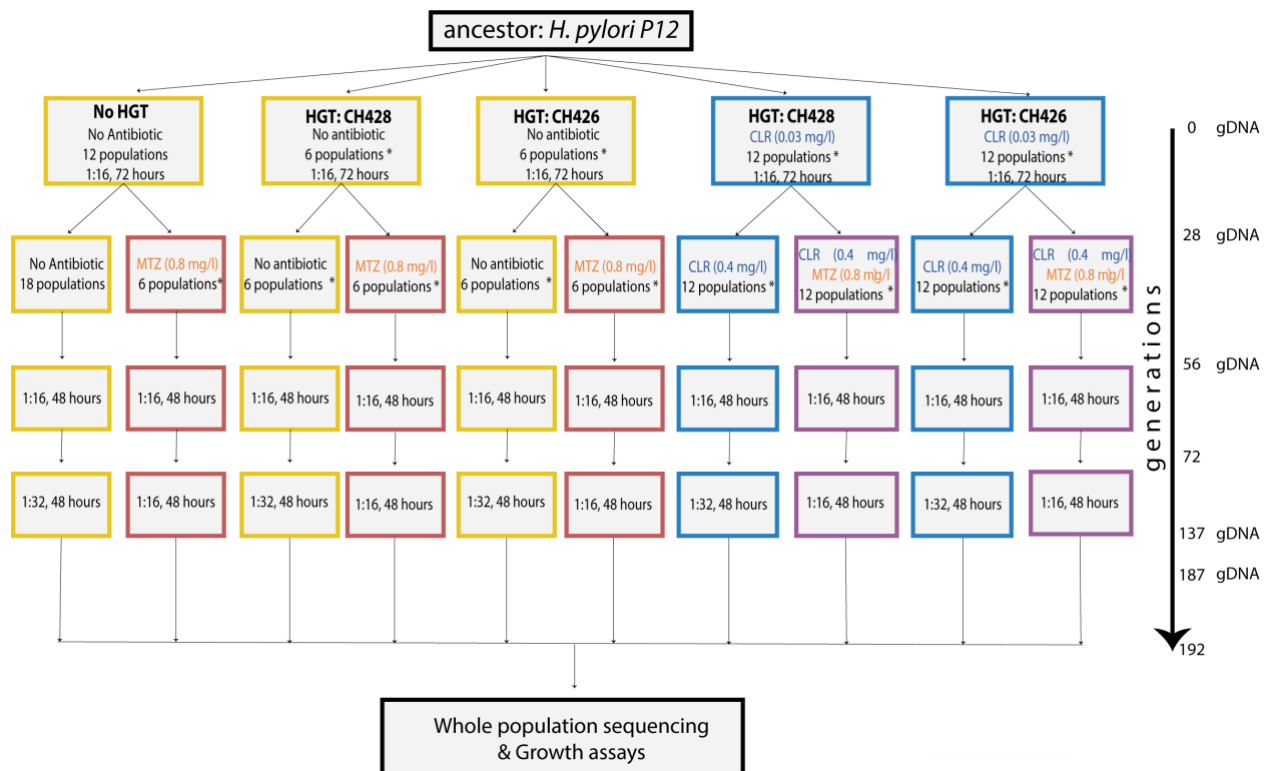 ancestor: H. pylori P12
No HGT
No Antibiotic
12 populations
1:16, 72 hours
HGT: CH428
No antibiotic
6 populations *
1:16, 72 hours
HGT: CH426
No antibiotic
6 populations *
1:16, 72 hours
HGT: CH428
CLR (0.03 mg/l)
12 populations *
1:16, 72 hours
HGT: CH426
CLR (0.03 mg/l)
12 populations *
1:16, 72 hours
No Antibiotic
18 populations
MTZ (0.8 mg/l)
6 populations*
No antibiotic
6 populations *
MTZ (0.8 mg/l)
6 populations *
No antibiotic
6 populations *
MTZ (0.8 mg/l)
6 populations *
CLR (0.4 mg/l)
12 populations *
CLR (0.4 mg/l)
MTZ (0.8 mg/l
12 populations *
CLR (0.4 mg/l)
12 populations *
CLR (0.4 mg/l)
MTZ (0.8 mg/l
12 populations *
1:16, 48 hours
1:16, 48 hours
1:16, 48 hours
1:16, 48 hours
1:16, 48 hours
1:16, 48 hours
1:16, 48 hours
1:16, 48 hours
1:16, 48 hours
1:16, 48 hours
1:32, 48 hours
1:16, 48 hours
1:32, 48 hours
1:16, 48 hours
1:32, 48 hours
1:16, 48 hours
1:32, 48 hours
1:16, 48 hours
1:32, 48 hours
1:16, 48 hours
generations
0 gDNA
28 gDNA
56 gDNA
72
137 gDNA
187 gDNA
192
Whole population sequencing
& Growth assays